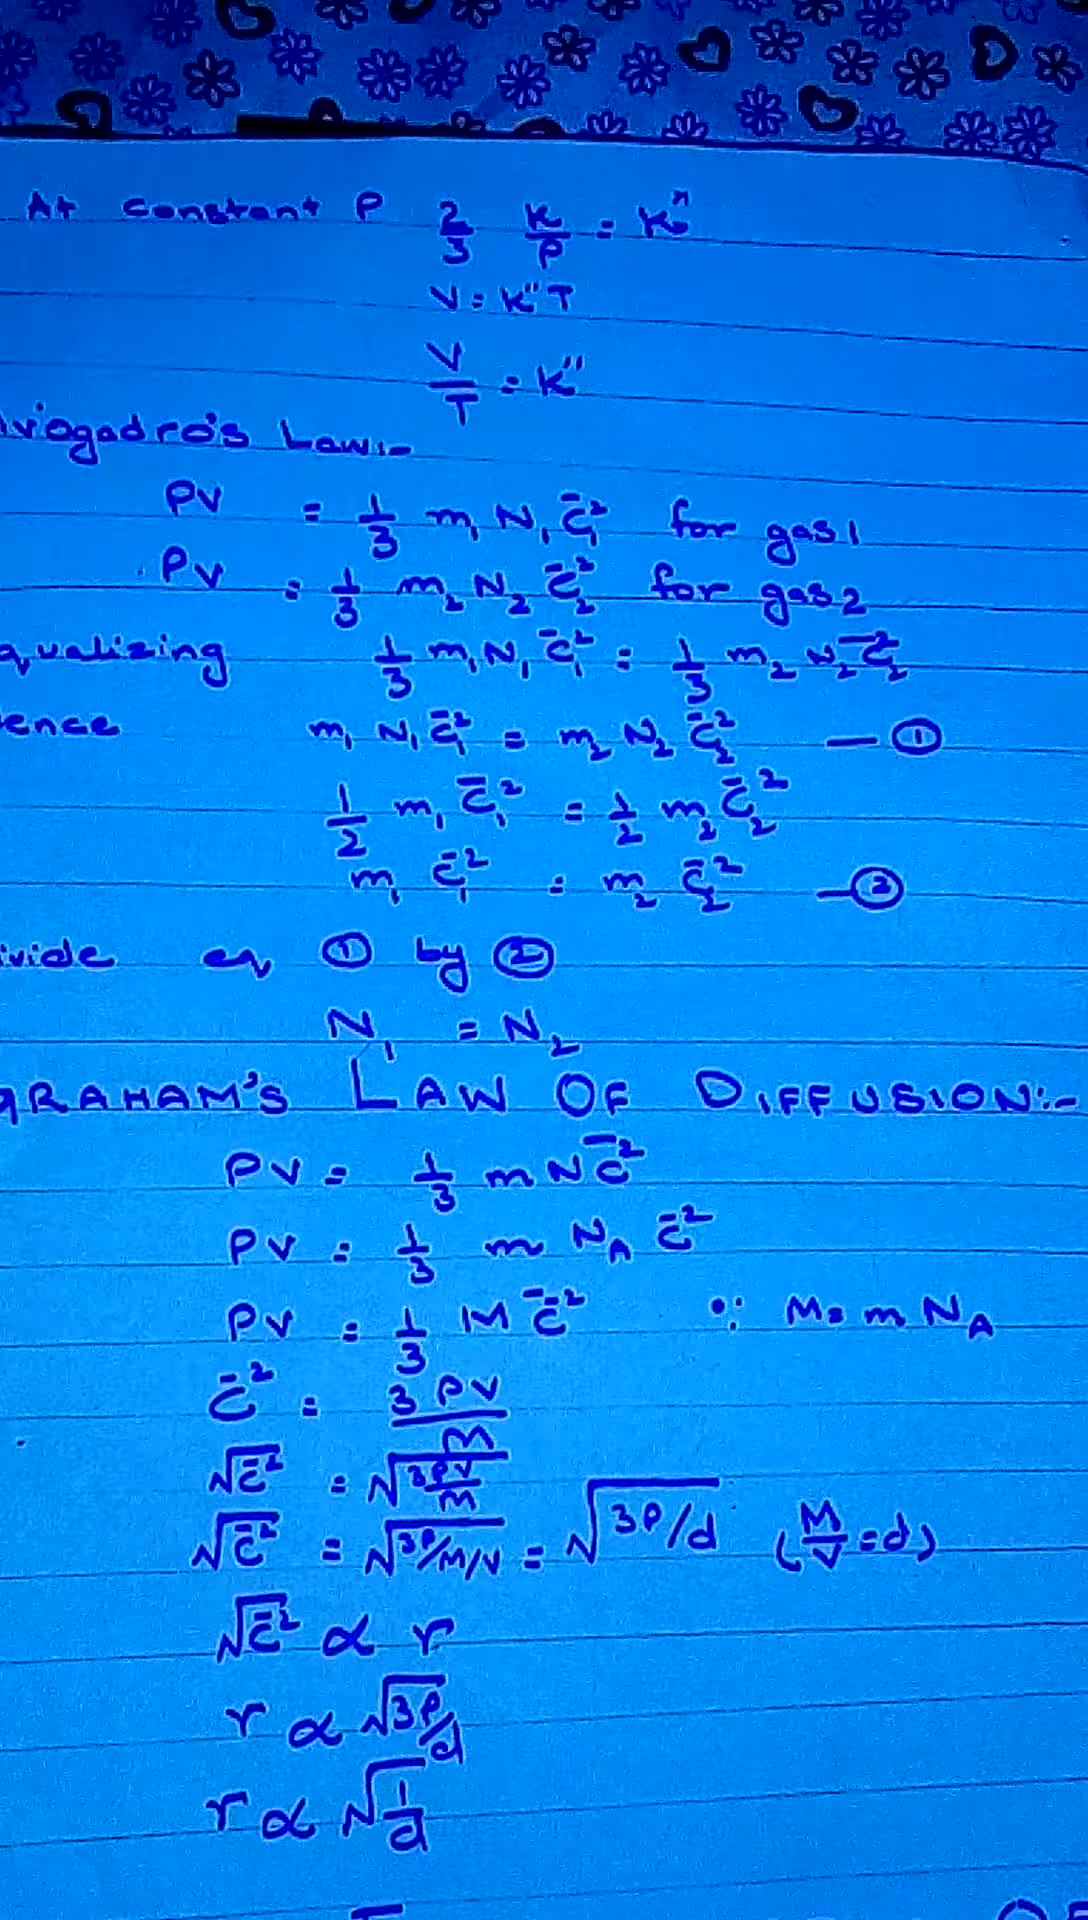 At constant P 2/3 K/P = K"
V = K"T
V/T = K"
vogadro's Law:-
PV = 1/3 m₁ N₁ c̄₁² for gas 1
PV = 1/3 m₂ N₂ c̄₂² for gas 2
qualizing 1/3 m₁ N₁ c̄₁² = 1/3 m₂ N₂ c̄₂²
ence m₁ N₁ c̄₁² = m₂ N₂ c̄₂² — ①
1/2 m₁ c̄₁² = 1/2 m₂ c̄₂²
m₁ c̄₁² = m₂ c̄₂² — ②
ivide eq ① by ②
N₁ = N₂
GRAHAM'S LAW OF DIFFUSION:-
PV = 1/3 m N c̄²
PV = 1/3 m N_A c̄²
PV = 1/3 M c̄² ∵ M = m N_A
c̄² = 3PV/M
√c̄² = √3PV/M
√c̄² = √3P/M/V = √3P/d (M/V = d)
√c̄² ∝ r
r ∝ √3P/d
r ∝ √1/d